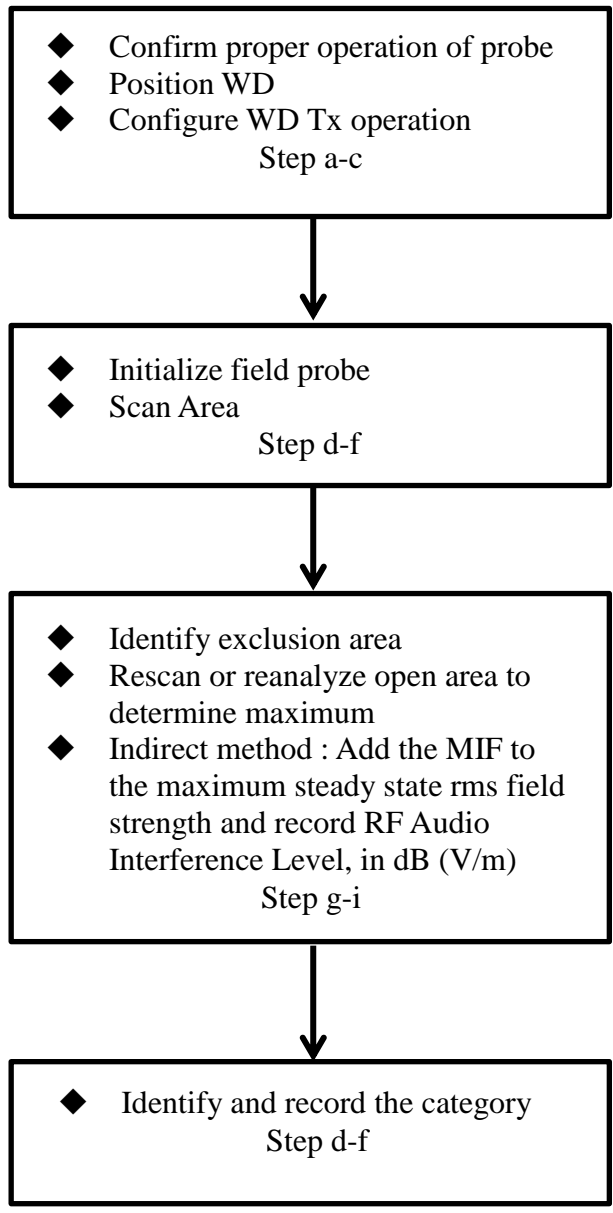 ◆ Confirm proper operation of probe
◆ Position WD
◆ Configure WD Tx operation
Step a-c
◆ Initialize field probe
◆ Scan Area
Step d-f
◆ Identify exclusion area
◆ Rescan or reanalyze open area to
determine maximum
◆ Indirect method : Add the MIF to
the maximum steady state rms field
strength and record RF Audio
Interference Level, in dB (V/m)
Step g-i
◆ Identify and record the category
Step d-f